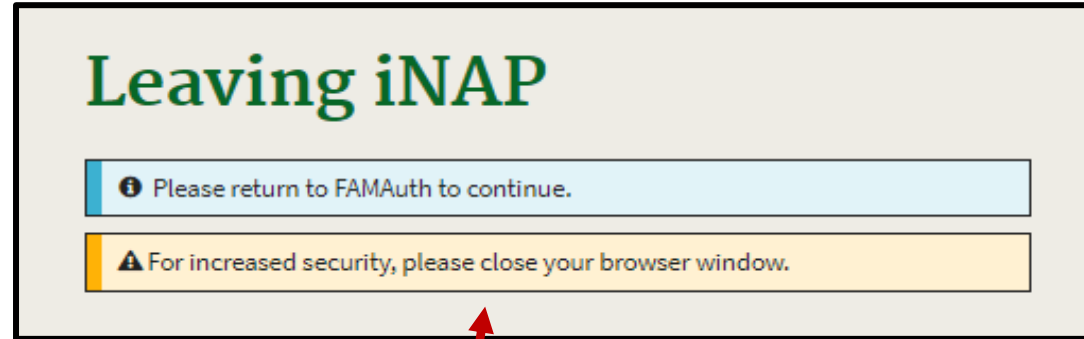 Leaving iNAP
Please return to FAMAuth to continue.
For increased security, please close your browser window.